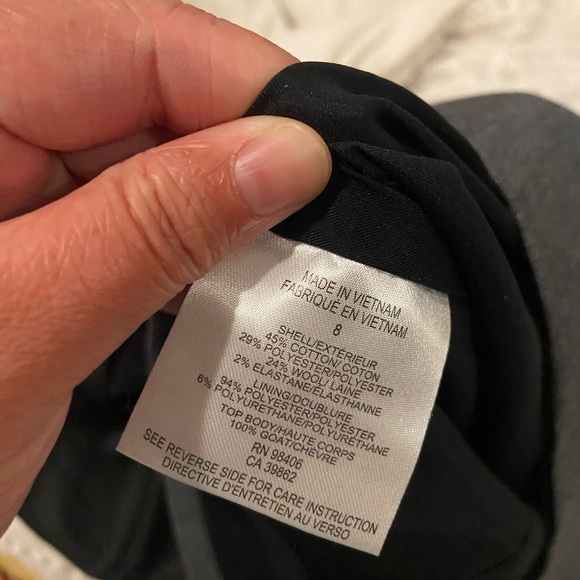 MADE IN VIETNAM
FABRIQUÉ EN VIETNAM
8
SHELL/EXTERIEUR
45% COTTON/COTON
29% POLYESTER/POLYESTER
24% WOOL/LAINE
2% ELASTANE/ELASTHANNE
LINING/DOUBLURE
94% POLYESTER/POLYESTER
6% POLYURETHANE/POLYURETHANE
TOP BODY/HAUTE CORPS
100% GOAT/CHÈVRE
RN 98406
CA 39862
SEE REVERSE SIDE FOR CARE INSTRUCTION
DIRECTIVE D'ENTRETIEN AU VERSO